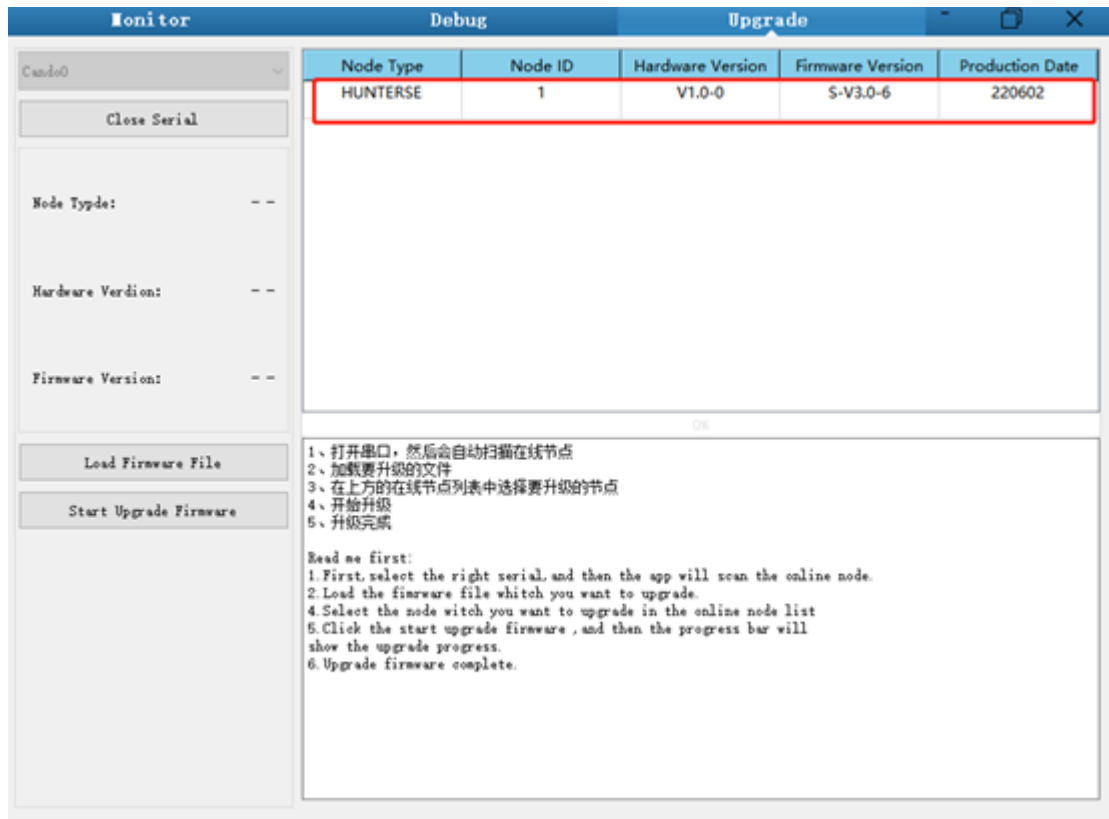 Monitor
Debug
Upgrade
Cando0
Close Serial
Node Typde:
--
Hardware Verdion:
--
Firmware Version:
--
Load Firmware File
Start Upgrade Firmware
Node Type Node ID Hardware Version Firmware Version Production Date
HUNTERSE 1 V1.0-0 S-V3.0-6 220602
0%
1、打开串口，然后会自动扫描在线节点
2、加载要升级的文件
3、在上方的在线节点列表中选择要升级的节点
4、开始升级
5、升级完成
Read me first:
1.First,select the right serial,and then the app will scan the online node.
2.Load the fimrware file whitch you want to upgrade.
4.Select the node witch you want to upgrade in the online node list
5.Click the start upgrade firmware ,and then the progress bar will
show the upgrade progress.
6.Upgrade firmware complete.